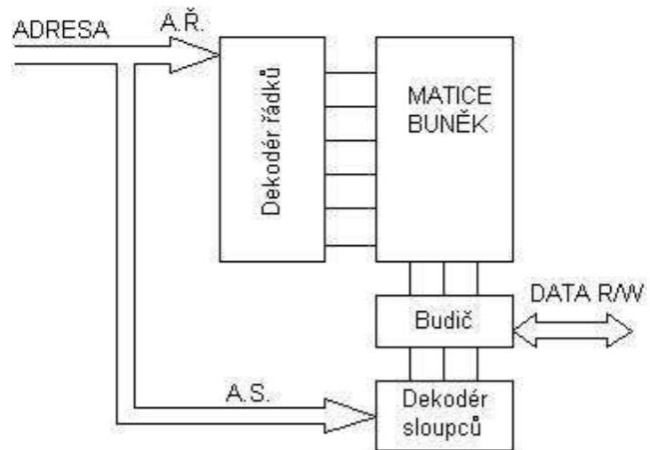 ADRESA
A.Ř.
Dekodér řádků
MATICE
BUNĚK
DATA R/W
Budič
A.S.
Dekodér
sloupců